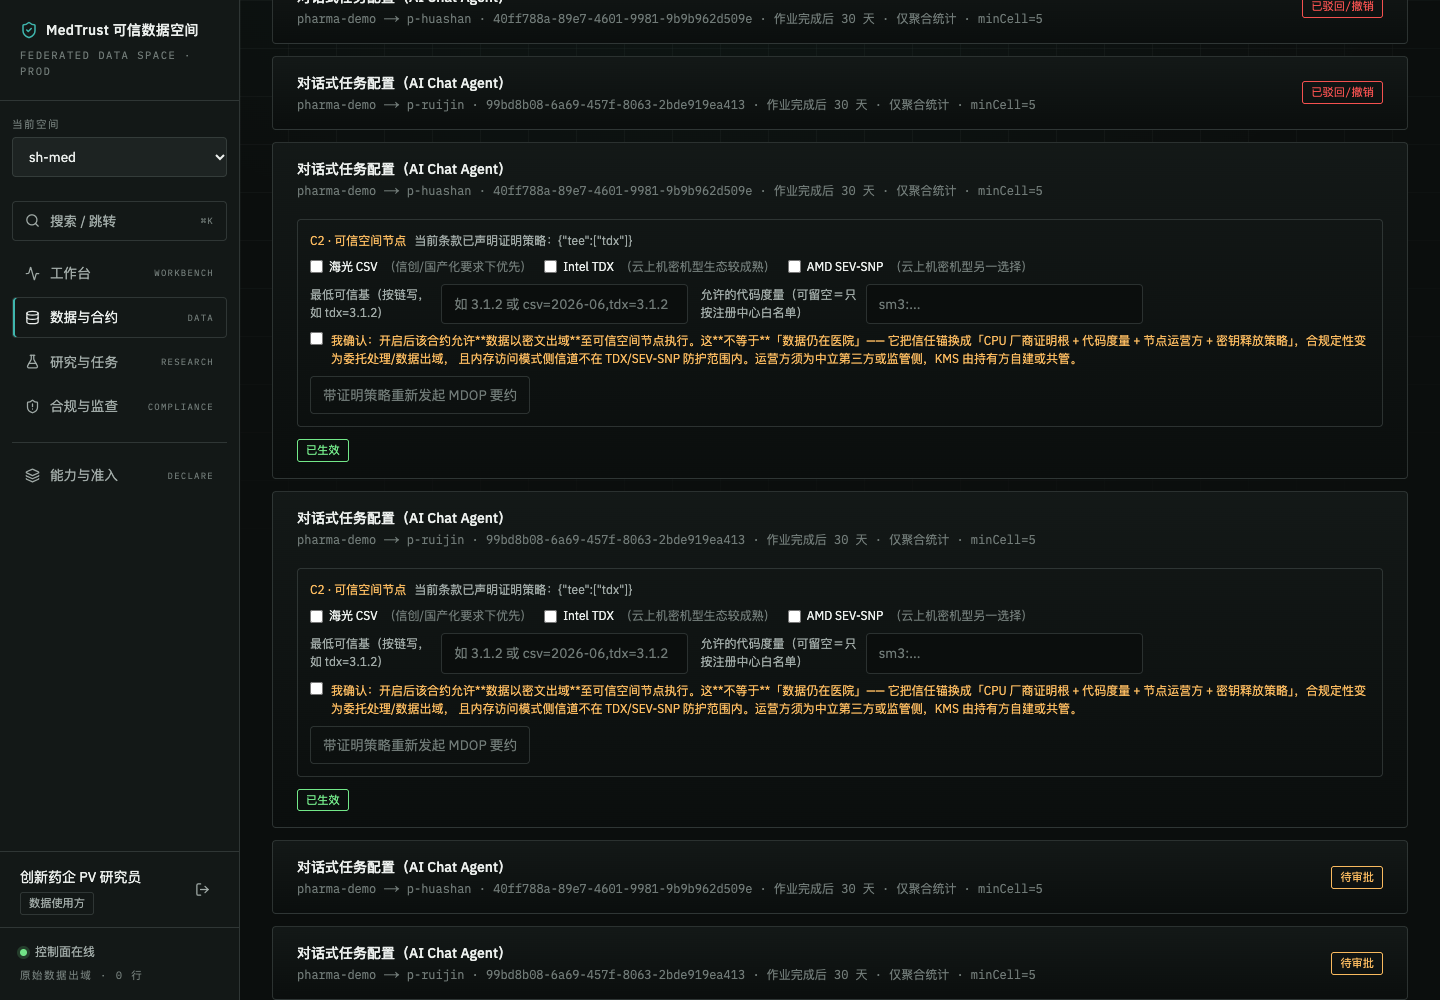 MedTrust 可信数据空间
FEDERATED DATA SPACE ·
PROD
当前空间
sh-med
搜索 / 跳转 ⌘K
工作台 WORKBENCH
数据与合约 DATA
研究与任务 RESEARCH
合规与监查 COMPLIANCE
能力与准入 DECLARE
创新药企 PV 研究员
数据使用方
控制面在线
原始数据出域 · 0 行
pharma-demo ⟶ p-huashan · 40ff788a-89e7-4601-9981-9b9b962d509e · 作业完成后 30 天 · 仅聚合统计 · minCell=5
已驳回/撤销
对话式任务配置（AI Chat Agent）
pharma-demo ⟶ p-ruijin · 99bd8b08-6a69-457f-8063-2bde919ea413 · 作业完成后 30 天 · 仅聚合统计 · minCell=5
已驳回/撤销
对话式任务配置（AI Chat Agent）
pharma-demo ⟶ p-huashan · 40ff788a-89e7-4601-9981-9b9b962d509e · 作业完成后 30 天 · 仅聚合统计 · minCell=5
C2 · 可信空间节点 当前条款已声明证明策略：{"tee":["tdx"]}
海光 CSV （信创/国产化要求下优先） Intel TDX （云上机密机型生态较成熟） AMD SEV-SNP （云上机密机型另一选择）
最低可信基（按链写，
如 tdx=3.1.2）
如 3.1.2 或 csv=2026-06,tdx=3.1.2
允许的代码度量（可留空＝只
按注册中心白名单）
sm3:...
我确认：开启后该合约允许**数据以密文出域**至可信空间节点执行。这**不等于**「数据仍在医院」—— 它把信任锚换成「CPU 厂商证明根 + 代码度量 + 节点运营方 + 密钥释放策略」，合规定性变
为委托处理/数据出域， 且内存访问模式侧信道不在 TDX/SEV-SNP 防护范围内。运营方须为中立第三方或监管侧，KMS 由持有方自建或共管。
带证明策略重新发起 MDOP 要约
已生效
对话式任务配置（AI Chat Agent）
pharma-demo ⟶ p-ruijin · 99bd8b08-6a69-457f-8063-2bde919ea413 · 作业完成后 30 天 · 仅聚合统计 · minCell=5
C2 · 可信空间节点 当前条款已声明证明策略：{"tee":["tdx"]}
海光 CSV （信创/国产化要求下优先） Intel TDX （云上机密机型生态较成熟） AMD SEV-SNP （云上机密机型另一选择）
最低可信基（按链写，
如 tdx=3.1.2）
如 3.1.2 或 csv=2026-06,tdx=3.1.2
允许的代码度量（可留空＝只
按注册中心白名单）
sm3:...
我确认：开启后该合约允许**数据以密文出域**至可信空间节点执行。这**不等于**「数据仍在医院」—— 它把信任锚换成「CPU 厂商证明根 + 代码度量 + 节点运营方 + 密钥释放策略」，合规定性变
为委托处理/数据出域， 且内存访问模式侧信道不在 TDX/SEV-SNP 防护范围内。运营方须为中立第三方或监管侧，KMS 由持有方自建或共管。
带证明策略重新发起 MDOP 要约
已生效
对话式任务配置（AI Chat Agent）
pharma-demo ⟶ p-huashan · 40ff788a-89e7-4601-9981-9b9b962d509e · 作业完成后 30 天 · 仅聚合统计 · minCell=5
待审批
对话式任务配置（AI Chat Agent）
pharma-demo ⟶ p-ruijin · 99bd8b08-6a69-457f-8063-2bde919ea413 · 作业完成后 30 天 · 仅聚合统计 · minCell=5
待审批